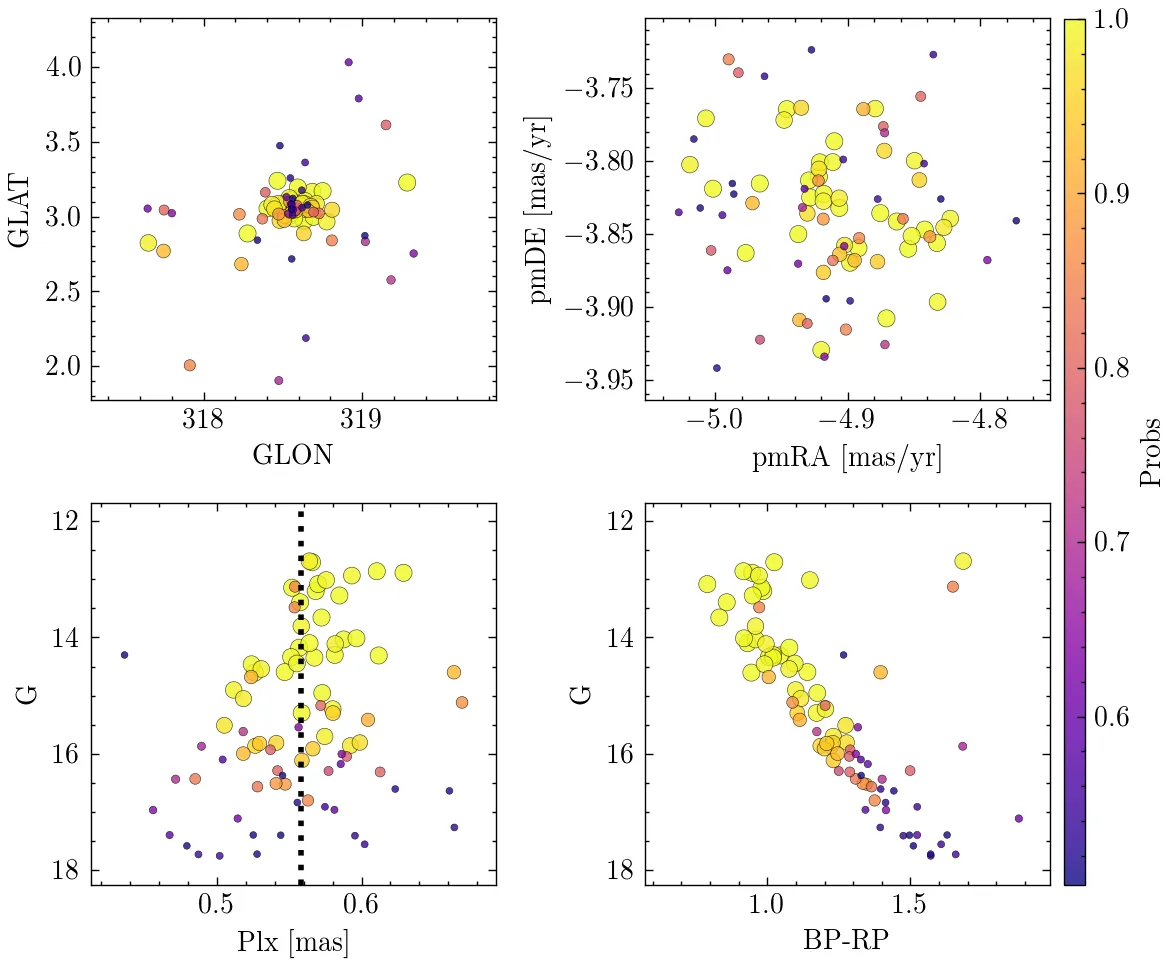 4.0
3.5
3.0
2.5
2.0
GLAT
318 319
GLON
−3.75
−3.80
−3.85
−3.90
−3.95
pmDE [mas/yr]
−5.0 −4.9 −4.8
pmRA [mas/yr]
12
14
16
18
G
0.5 0.6
Plx [mas]
12
14
16
18
G
1.0 1.5
BP-RP
1.0
0.9
0.8
0.7
0.6
Probs